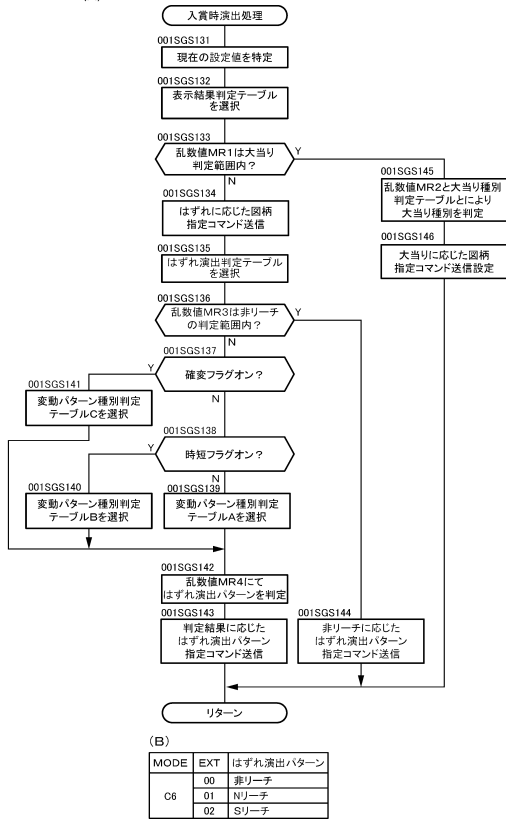 入賞時演出処理
001SGS131
現在の設定値を特定
001SGS132
表示結果判定テーブル
を選択
001SGS133
乱数値MR1は大当り
判定範囲内？
Y
N
001SGS145
乱数値MR2と大当り種別
判定テーブルとにより
大当り種別を判定
001SGS134
はずれに応じた図柄
指定コマンド送信
001SGS146
大当りに応じた図柄
指定コマンド送信設定
001SGS135
はずれ演出判定テーブル
を選択
001SGS136
乱数値MR3は非リーチ
の判定範囲内？
Y
N
001SGS137
確変フラグオン？
Y
N
001SGS141
変動パターン種別判定
テーブルCを選択
001SGS138
時短フラグオン？
Y
N
001SGS140
変動パターン種別判定
テーブルBを選択
001SGS139
変動パターン種別判定
テーブルAを選択
001SGS142
乱数値MR4にて
はずれ演出パターンを判定
001SGS143
判定結果に応じた
はずれ演出パターン
指定コマンド送信
001SGS144
非リーチに応じた
はずれ演出パターン
指定コマンド送信
リターン
(B)
MODE EXT はずれ演出パターン
C6 00 非リーチ
01 Nリーチ
02 Sリーチ